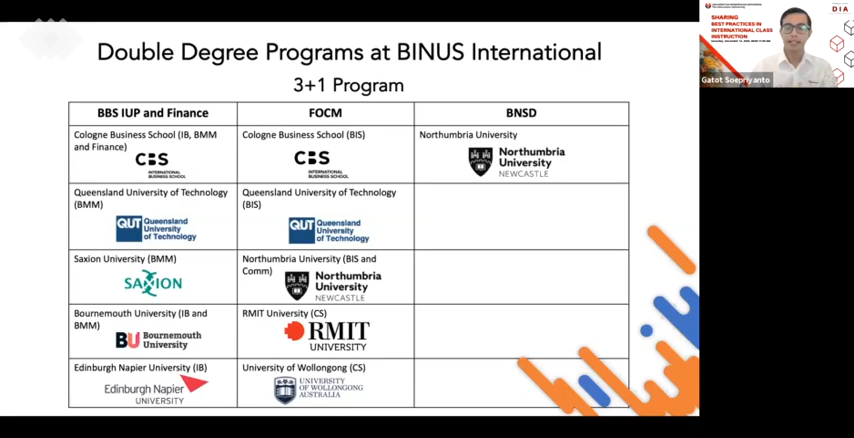 Double Degree Programs at BINUS International
3+1 Program
BBS IUP and Finance
FOCM
BNSD
Cologne Business School (IB, BMM
and Finance)
CBS
INTERNATIONAL
BUSINESS SCHOOL
Cologne Business School (BIS)
CBS
INTERNATIONAL
BUSINESS SCHOOL
Northumbria University
Northumbria
University
NEWCASTLE
Queensland University of Technology
(BMM)
QUT
Queensland
University
of Technology
Queensland University of Technology
(BIS)
QUT
Queensland
University
of Technology
Saxion University (BMM)
SAXION
Northumbria University (BIS and
Comm)
Northumbria
University
NEWCASTLE
Bournemouth University (IB and
BMM)
BU
Bournemouth
University
RMIT University (CS)
RMIT
UNIVERSITY
Edinburgh Napier University (IB)
Edinburgh Napier
UNIVERSITY
University of Wollongong (CS)
UNIVERSITY
OF WOLLONGONG
AUSTRALIA
DIA
SHARING
BEST PRACTICES IN
INTERNATIONAL CLASS
INSTRUCTION
Gatot Soepriyanto